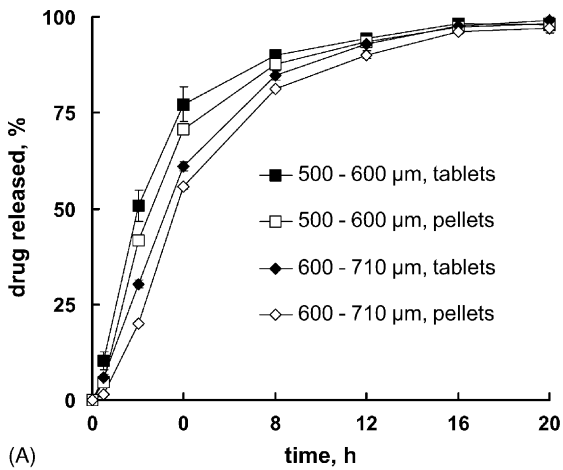 100
75
50
25
0
drug released, %
500 - 600 µm, tablets
500 - 600 µm, pellets
600 - 710 µm, tablets
600 - 710 µm, pellets
0 0 8 12 16 20
(A) time, h